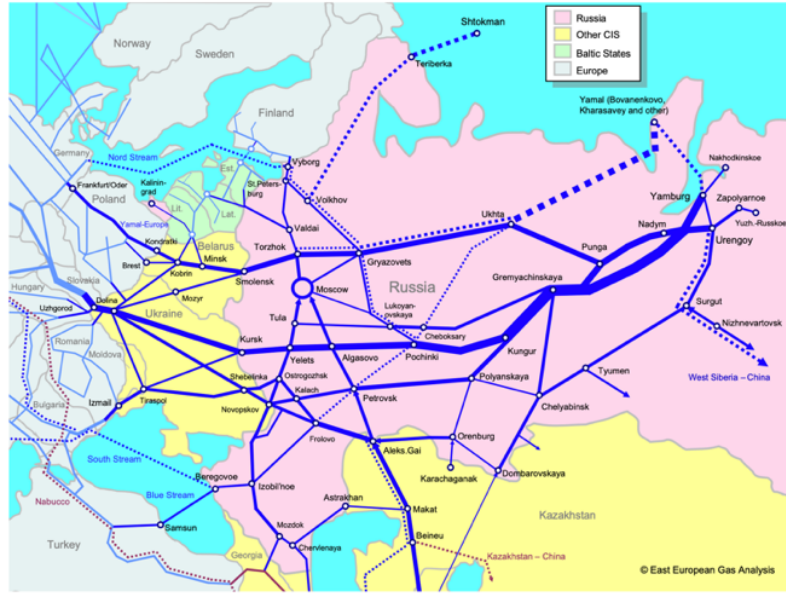 Shtokman
Russia
Other CIS
Baltic States
Europe
Norway
Sweden
Teriberka
Yamal (Bovanenkovo,
Kharasavey and other)
Finland
Germany
Nord Stream
Vyborg
Nakhodkinskoe
Est.
Frankfurt/Oder
Kalinin-
grad
St.Peters-
burg
Yamburg
Zapolyarnoe
Poland
Lit.
Lat.
Volkhov
Ukhta
Yuzh.-Russkoe
Yamal-Europe
Valdai
Nadym
Urengoy
Kondratki
Belarus
Torzhok
Punga
Brest
Minsk
Gryazovets
Kobrin
Smolensk
Gremyachinskaya
Slovakia
Russia
Hungary
Dolina
Mozyr
Moscow
Surgut
Uzhgorod
Ukraine
Tula
Lukoyan-
ovskaya
Cheboksary
Nizhnevartovsk
Romania
Kursk
Moldova
Yelets
Algasovo
Pochinki
Kungur
Tyumen
West Siberia – China
Shebelinka
Ostrogozhsk
Polyanskaya
Bulgaria
Izmail
Tiraspol
Novopskov
Kalach
Petrovsk
Chelyabinsk
Frolovo
Orenburg
Aleks.Gai
South Stream
Karachaganak
Dombarovskaya
Beregovoe
Izobil'noe
Nabucco
Blue Stream
Astrakhan
Makat
Kazakhstan
Samsun
Mozdok
Beineu
Turkey
Georgia
Chervlenaya
Kazakhstan – China
© East European Gas Analysis